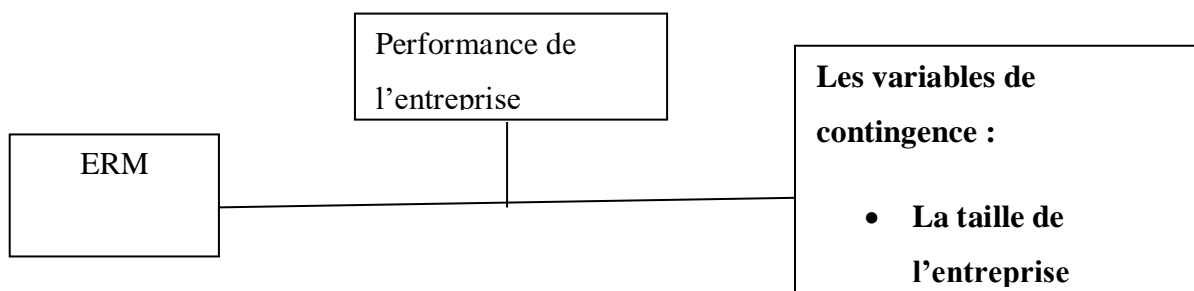 Performance de
l’entreprise
ERM
Les variables de
contingence :
• La taille de
l’entreprise